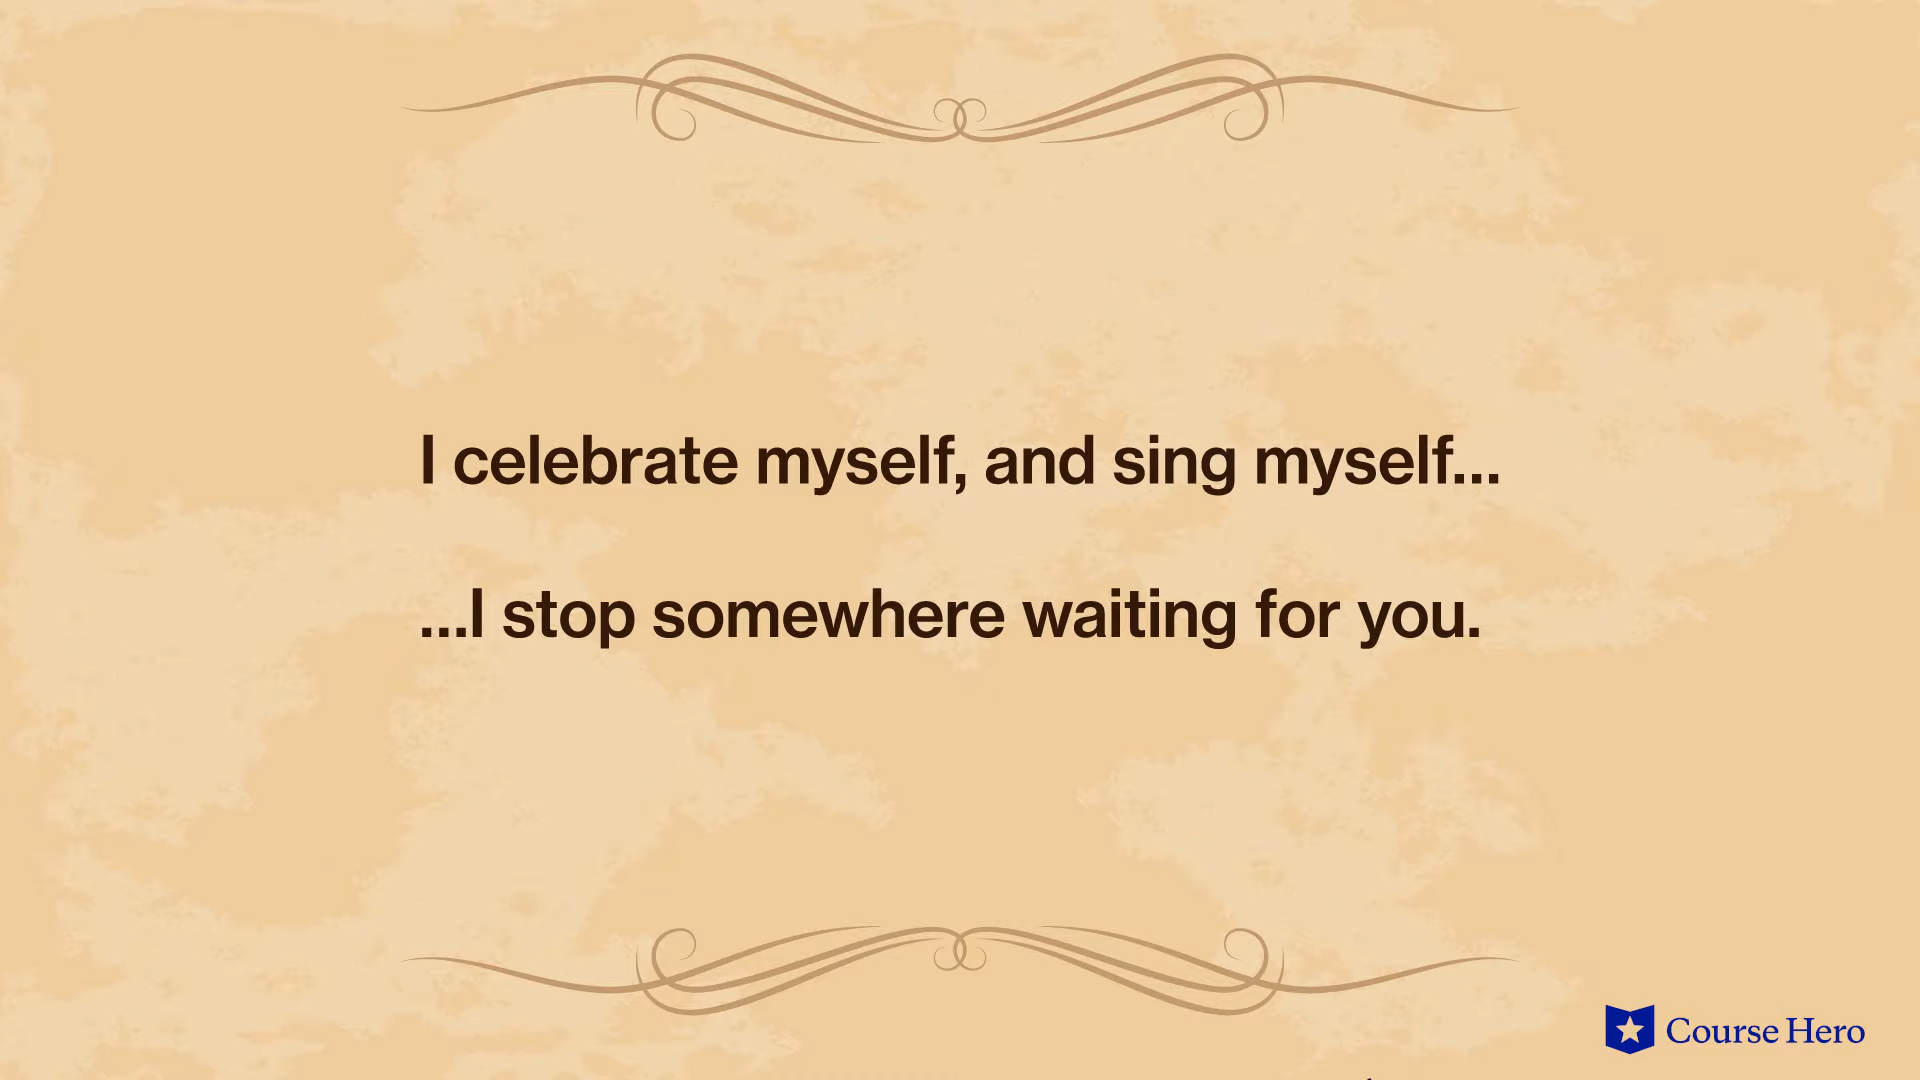 I celebrate myself, and sing myself...
...I stop somewhere waiting for you.
Course Hero